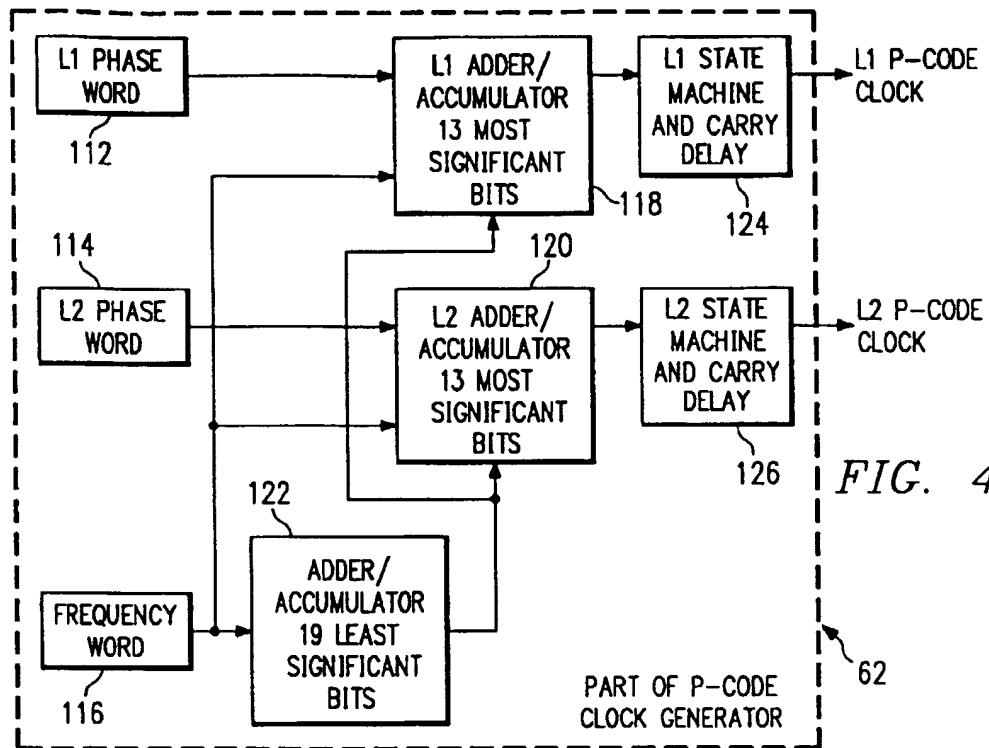 L1 PHASE
WORD
112
L1 ADDER/
ACCUMULATOR
13 MOST
SIGNIFICANT
BITS
118
L1 STATE
MACHINE
AND CARRY
DELAY
124
L1 P-CODE
CLOCK
114
L2 PHASE
WORD
120
L2 ADDER/
ACCUMULATOR
13 MOST
SIGNIFICANT
BITS
L2 STATE
MACHINE
AND CARRY
DELAY
126
L2 P-CODE
CLOCK
FIG. 4
122
ADDER/
ACCUMULATOR
19 LEAST
SIGNIFICANT
BITS
FREQUENCY
WORD
116
PART OF P-CODE
CLOCK GENERATOR
62